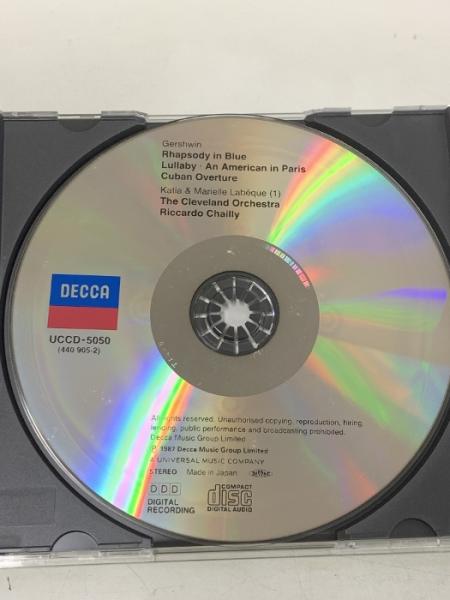 Gershwin
Rhapsody in Blue
Lullaby · An American in Paris
Cuban Overture
Katia & Marielle Labèque (1)
The Cleveland Orchestra
Riccardo Chailly
DECCA
UCCD-5050
(440 905-2)
All rights reserved. Unauthorised copying, reproduction, hiring,
lending, public performance and broadcasting prohibited.
Decca Music Group Limited
℗ 1987 Decca Music Group Limited
A UNIVERSAL MUSIC COMPANY
STEREO Made in Japan
DDD
DIGITAL
RECORDING
COMPACT
disc
DIGITAL AUDIO